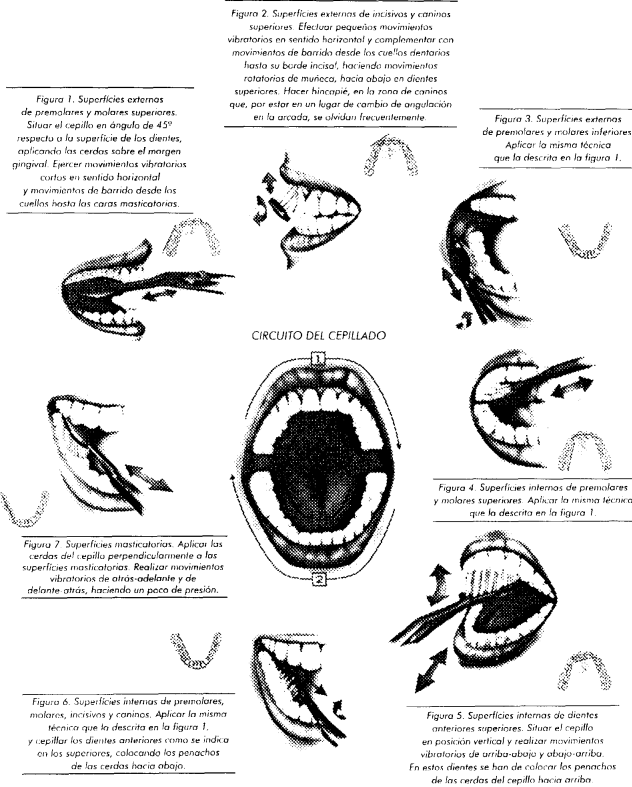 Figura 2. Superfícies externas de incisivos y caninos
superiores. Efectuar pequeños movimientos
vibratorios en sentido horizontal y complementar con
movimientos de barrido desde los cuellos dentarios
hasta su borde incisal, haciendo movimientos
rotatorios de muñeca, hacia abajo en dientes
superiores. Hacer hincapié, en la zona de caninos
que, por estar en un lugar de cambio de angulación
en la arcada, se olvidan frecuentemente.
Figura 1. Superfícies externas
de premolares y molares superiores.
Situar el cepillo en ángulo de 45º
respecto a la superficie de los dientes,
aplicando las cerdas sobre el margen
gingival. Ejercer movimientos vibratorios
cortos en sentido horizontal
y movimientos de barrido desde los
cuellos hasta las caras masticatorias.
Figura 3. Superfícies externas
de premolares y molares inferiores
Aplicar la misma técnica
que la descrita en la figura 1.
CIRCUITO DEL CEPILLADO
1
2
Figura 4. Superfícies internas de premolares
y molares superiores. Aplicar la misma técnica
que la descrita en la figura 1.
Figura 7. Superfícies masticatorias. Aplicar las
cerdas del cepillo perpendicularmente a las
superfícies masticatorias. Realizar movimientos
vibratorios de atrás-adelante y de
delante atrás, haciendo un poco de presión.
Figura 6. Superfícies internas de premolares,
molares, incisivos y caninos. Aplicar la misma
técnica que la descrita en la figura 1,
y cepillar los dientes anteriores como se indica
en los superiores, colocando los penachos
de las cerdas hacia abajo.
Figura 5. Superfícies internas de dientes
anteriores superiores. Situar el cepillo
en posición vertical y realizar movimientos
vibratorios de arriba-abajo y abajo-arriba.
En estos dientes se han de colocar los penachos
de las cerdas del cepillo hacia arriba.